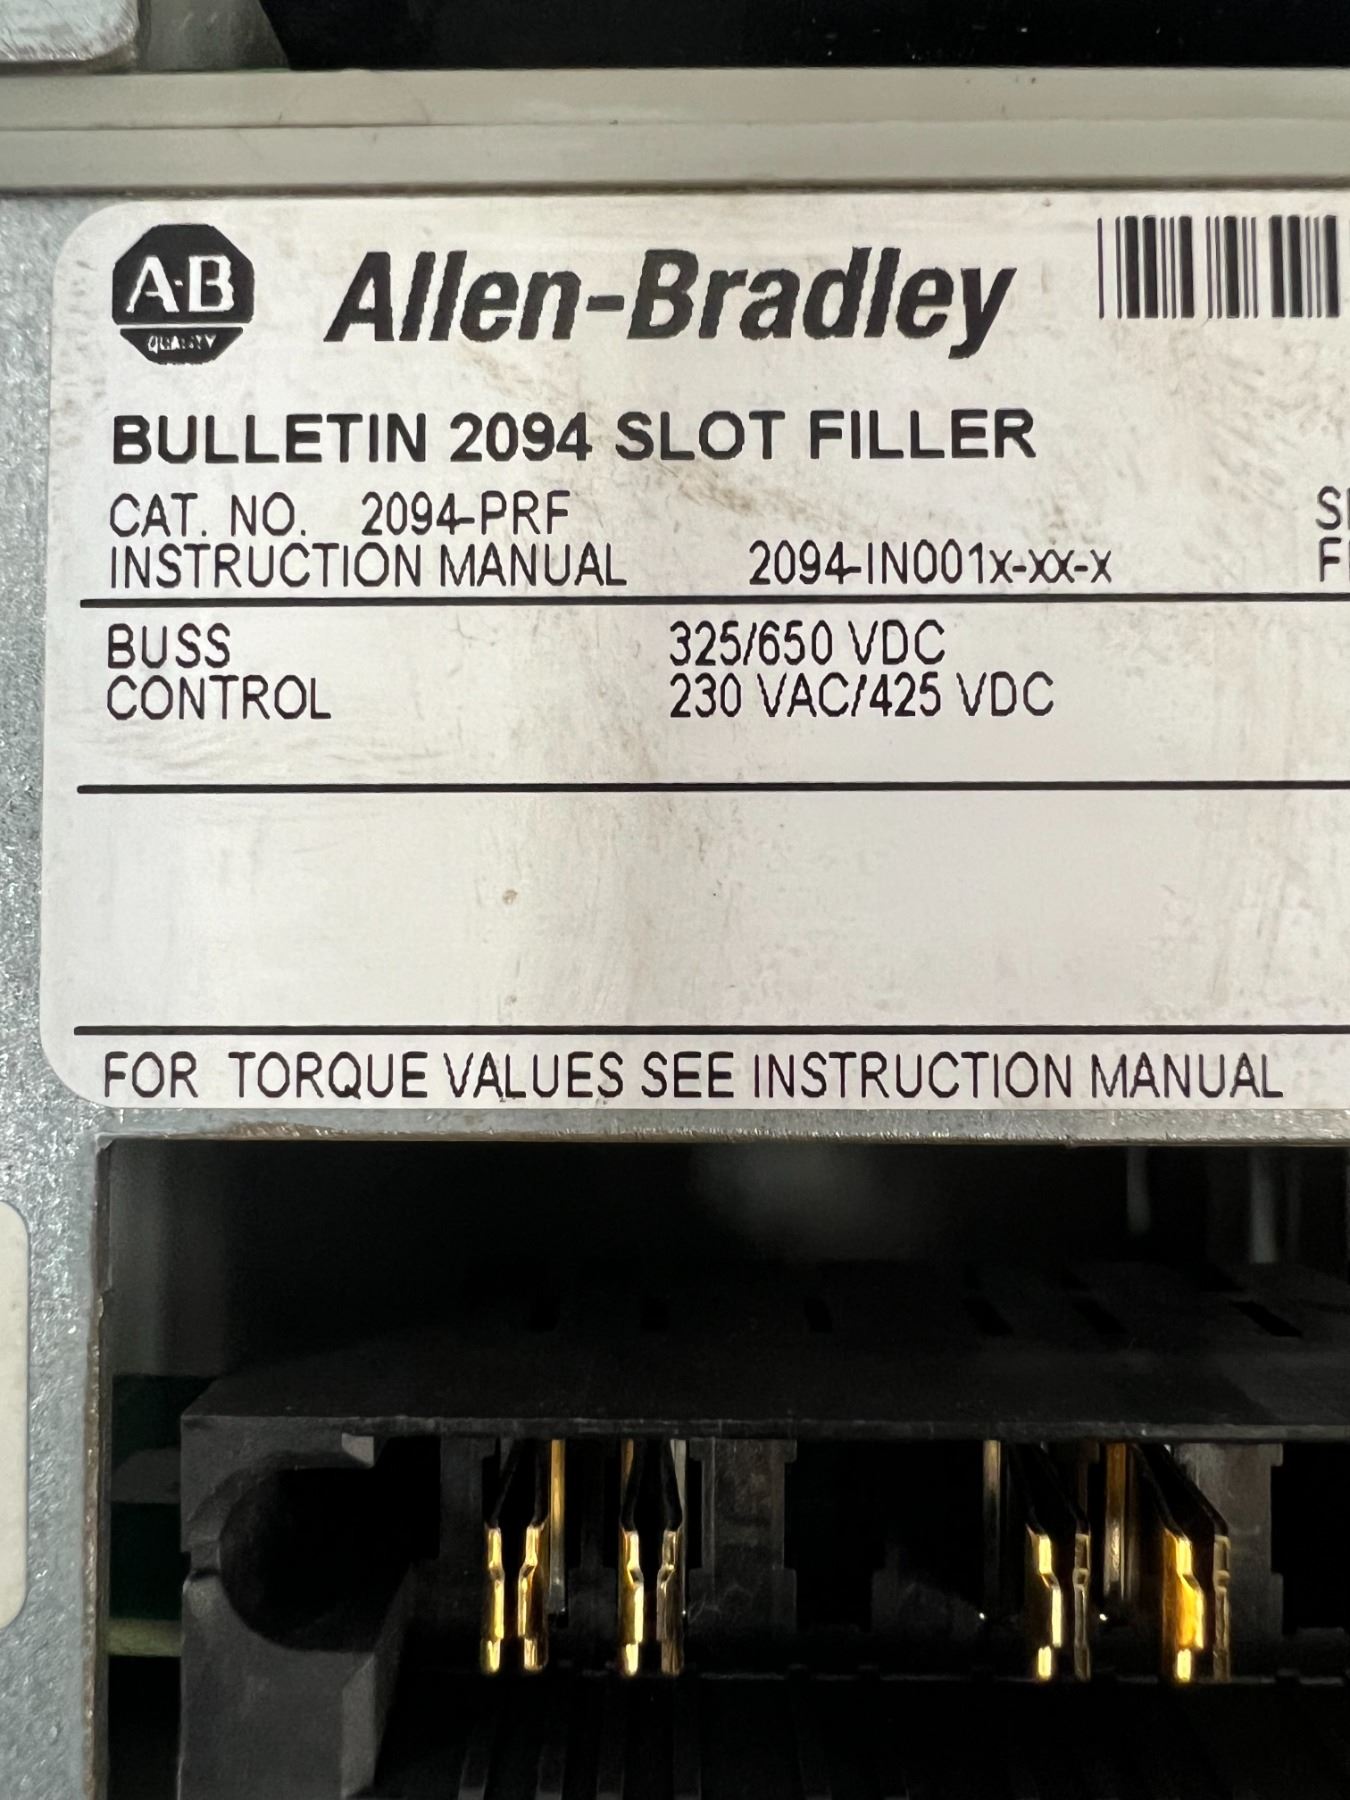 A-B
QUALITY
Allen-Bradley
BULLETIN 2094 SLOT FILLER
CAT. NO. 2094-PRF
INSTRUCTION MANUAL 2094-IN001x-xx-x
BUSS 325/650 VDC
CONTROL 230 VAC/425 VDC
FOR TORQUE VALUES SEE INSTRUCTION MANUAL